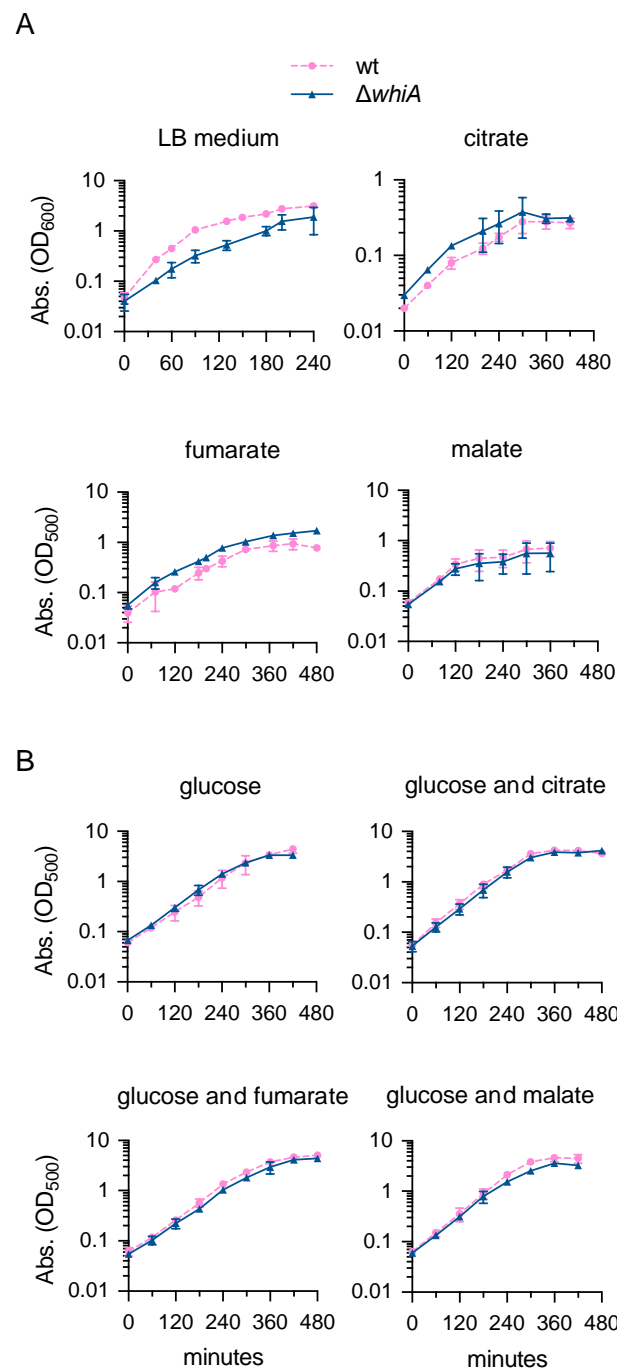 A
wt
ΔwhiA
LB medium
citrate
Abs. (OD600)
10
1
0.1
0.01
0 60 120 180 240
1
0.1
0.01
0 120 240 360 480
fumarate
malate
Abs. (OD500)
10
1
0.1
0.01
0 120 240 360 480
10
1
0.1
0.01
0 120 240 360 480
B
glucose
glucose and citrate
Abs. (OD500)
10
1
0.1
0.01
0 120 240 360 480
10
1
0.1
0.01
0 120 240 360 480
glucose and fumarate
glucose and malate
Abs. (OD500)
10
1
0.1
0.01
0 120 240 360 480
minutes
10
1
0.1
0.01
0 120 240 360 480
minutes